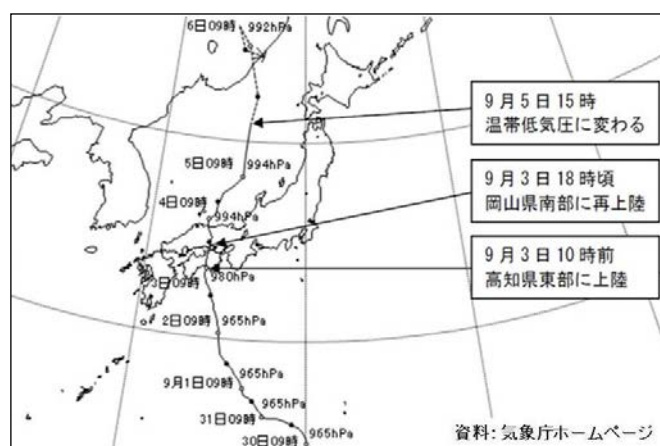 6日09時 992hPa
9月5日15時
温帯低気圧に変わる
5日09時 994hPa
9月3日18時頃
岡山県南部に再上陸
4日09時
994hPa
9月3日10時前
高知県東部に上陸
3日09時 980hPa
2日09時 965hPa
9月1日09時 965hPa
965hPa
31日09時
30日09時 965hPa
資料:気象庁ホームページ